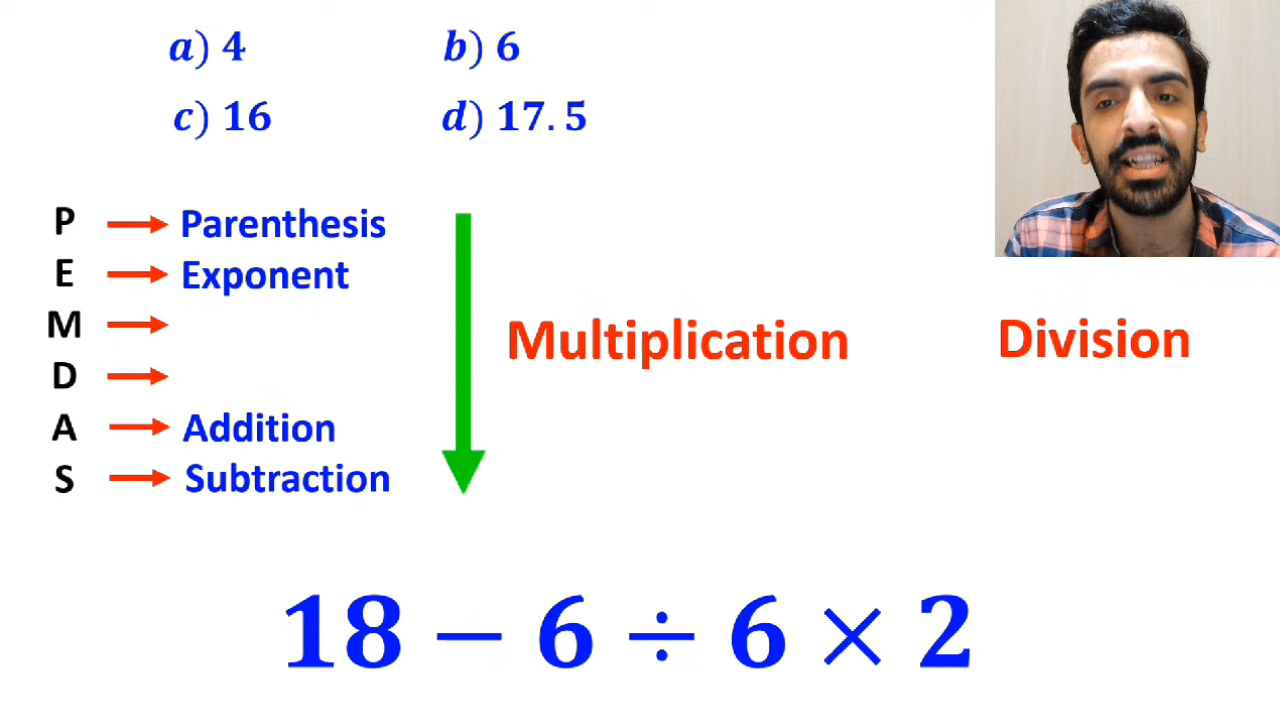 a) 4 b) 6
c) 16 d) 17.5
P Parenthesis
E Exponent
M
D
A Addition
S Subtraction
Multiplication Division
18 − 6 ÷ 6 × 2